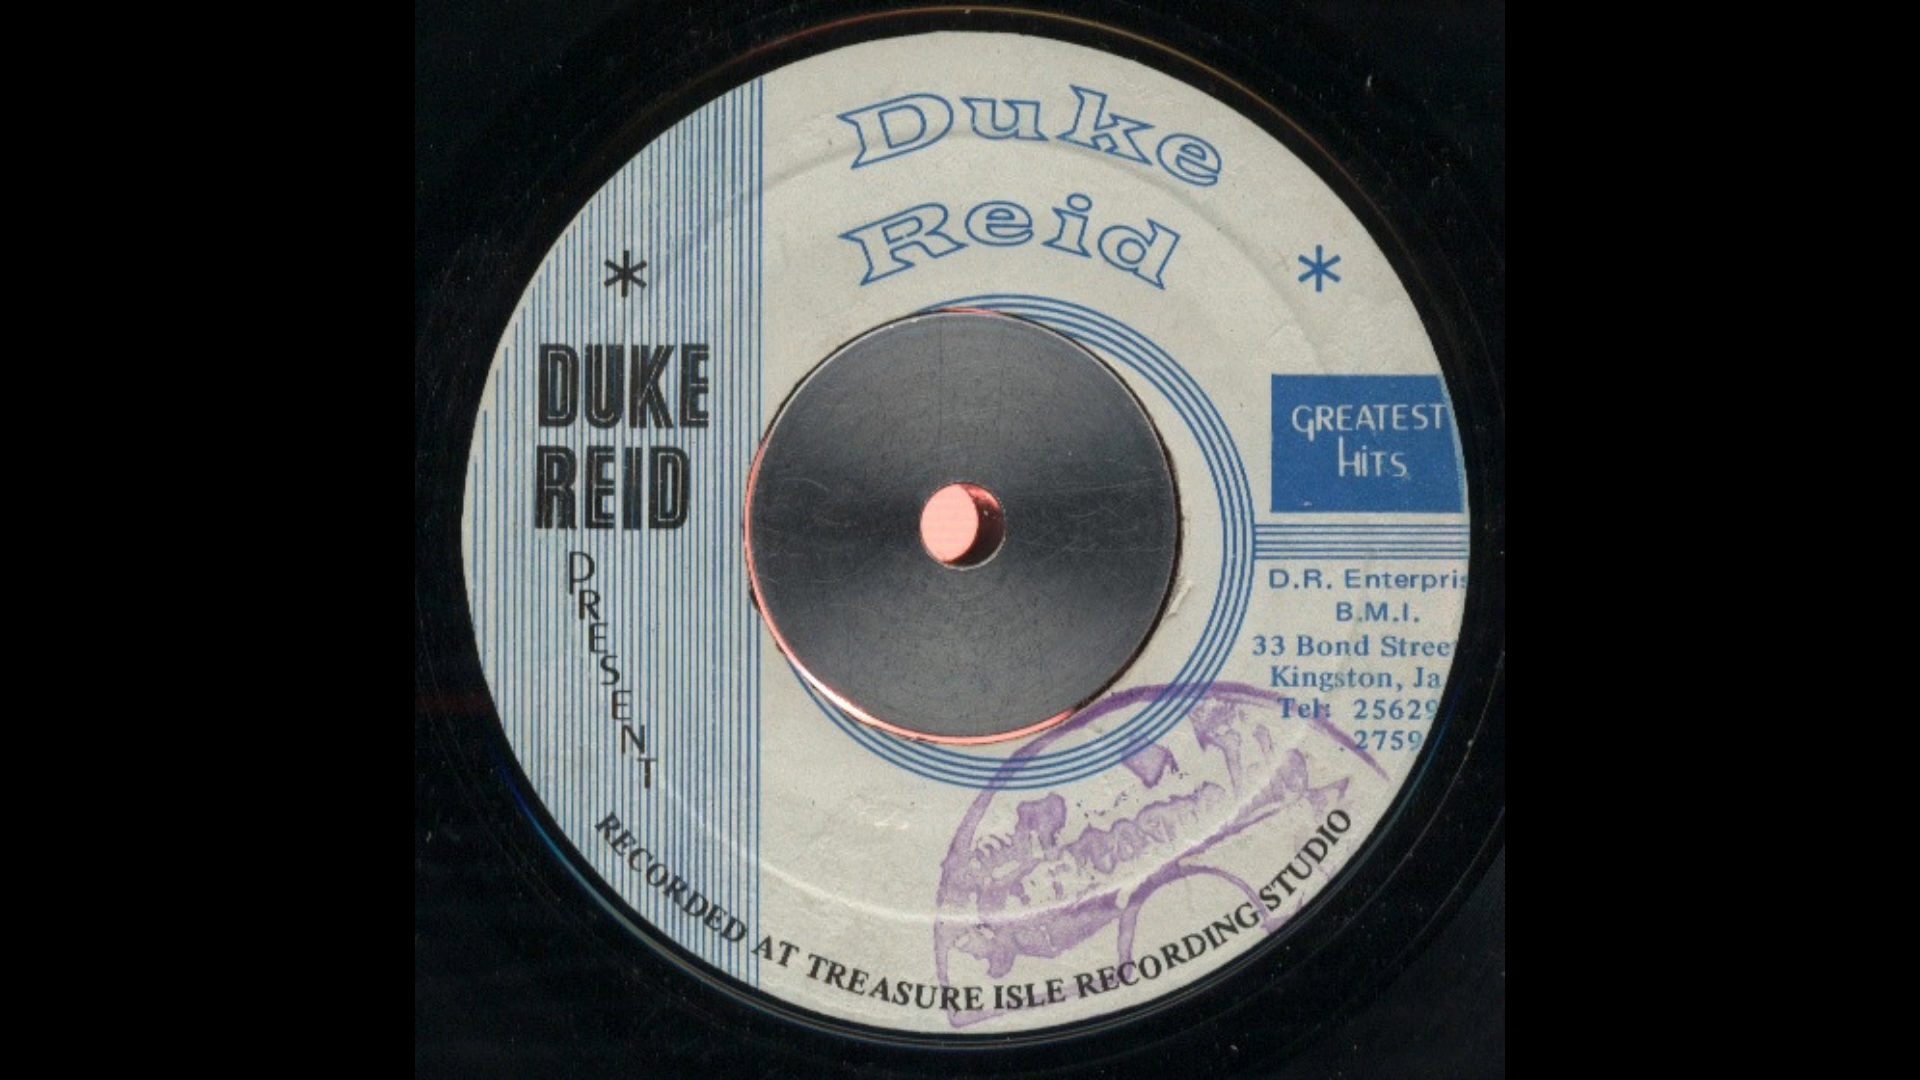 Duke
Reid
*
*
DUKE
REID
PRESENT
GREATEST
HITS
D.R. Enterpris
B.M.I.
33 Bond Stree
Kingston, Ja
Tel: 25629
2759
RECORDED AT TREASURE ISLE RECORDING STUDIO